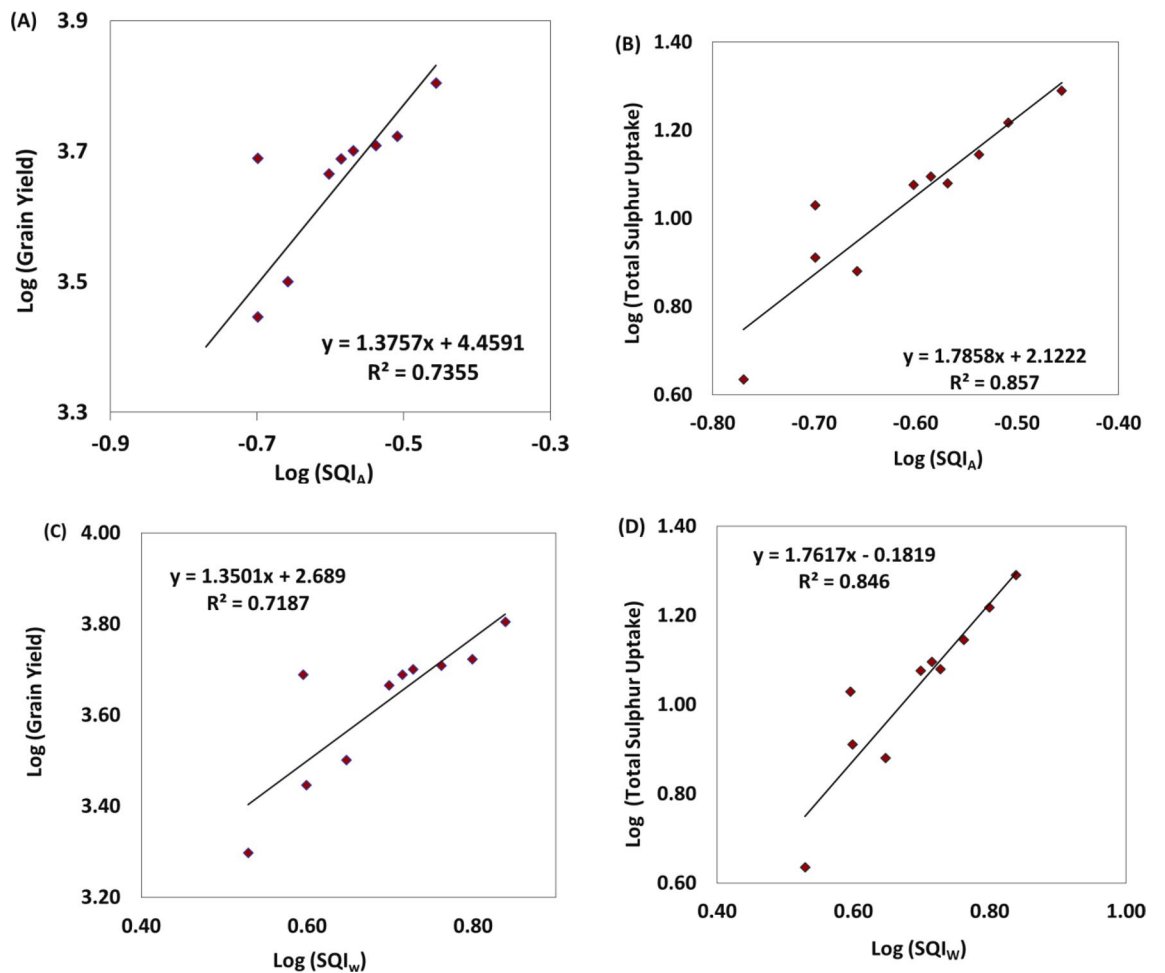 (A)
3.9
3.7
3.5
3.3
Log (Grain Yield)
y = 1.3757x + 4.4591
R² = 0.7355
-0.9 -0.7 -0.5 -0.3
Log (SQI_A)
(B)
1.40
1.20
1.00
0.80
0.60
Log (Total Sulphur Uptake)
y = 1.7858x + 2.1222
R² = 0.857
-0.80 -0.70 -0.60 -0.50 -0.40
Log (SQI_A)
(C)
4.00
3.80
3.60
3.40
3.20
Log (Grain Yield)
y = 1.3501x + 2.689
R² = 0.7187
0.40 0.60 0.80
Log (SQI_W)
(D)
1.40
1.20
1.00
0.80
0.60
Log (Total Sulphur Uptake)
y = 1.7617x - 0.1819
R² = 0.846
0.40 0.60 0.80 1.00
Log (SQI_W)